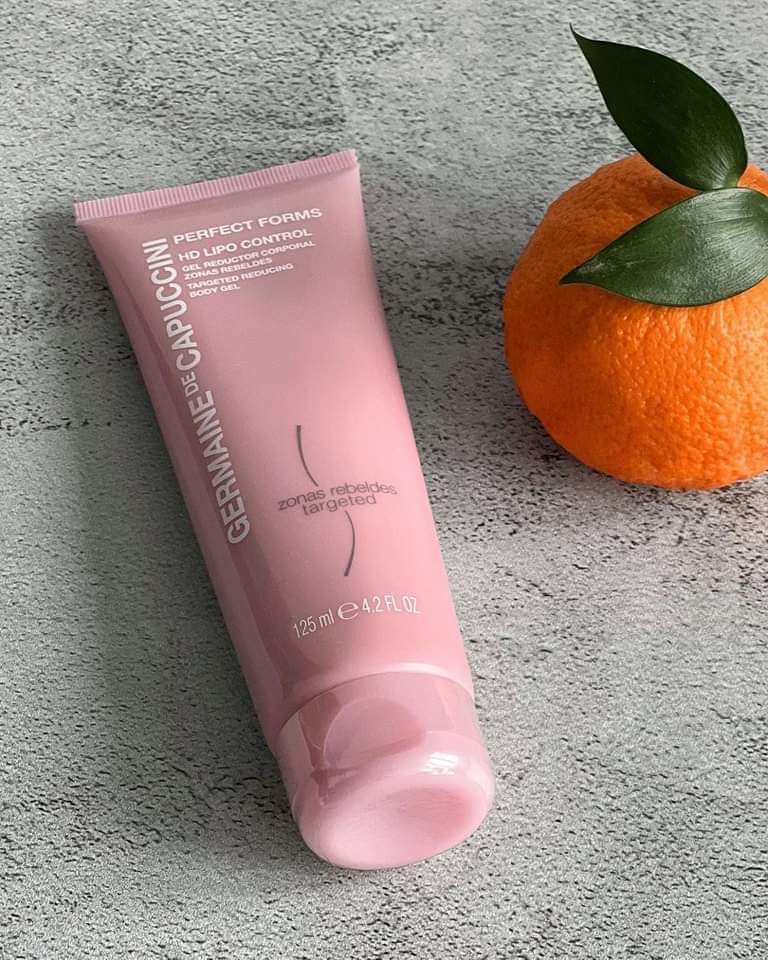 GERMAINE DE CAPUCCINI
PERFECT FORMS
HD LIPO CONTROL
GEL REDUCTOR CORPORAL
ZONAS REBELDES
TARGETED REDUCING
BODY GEL
zonas rebeldes
targeted
125 ml ℮ 4.2 FL OZ